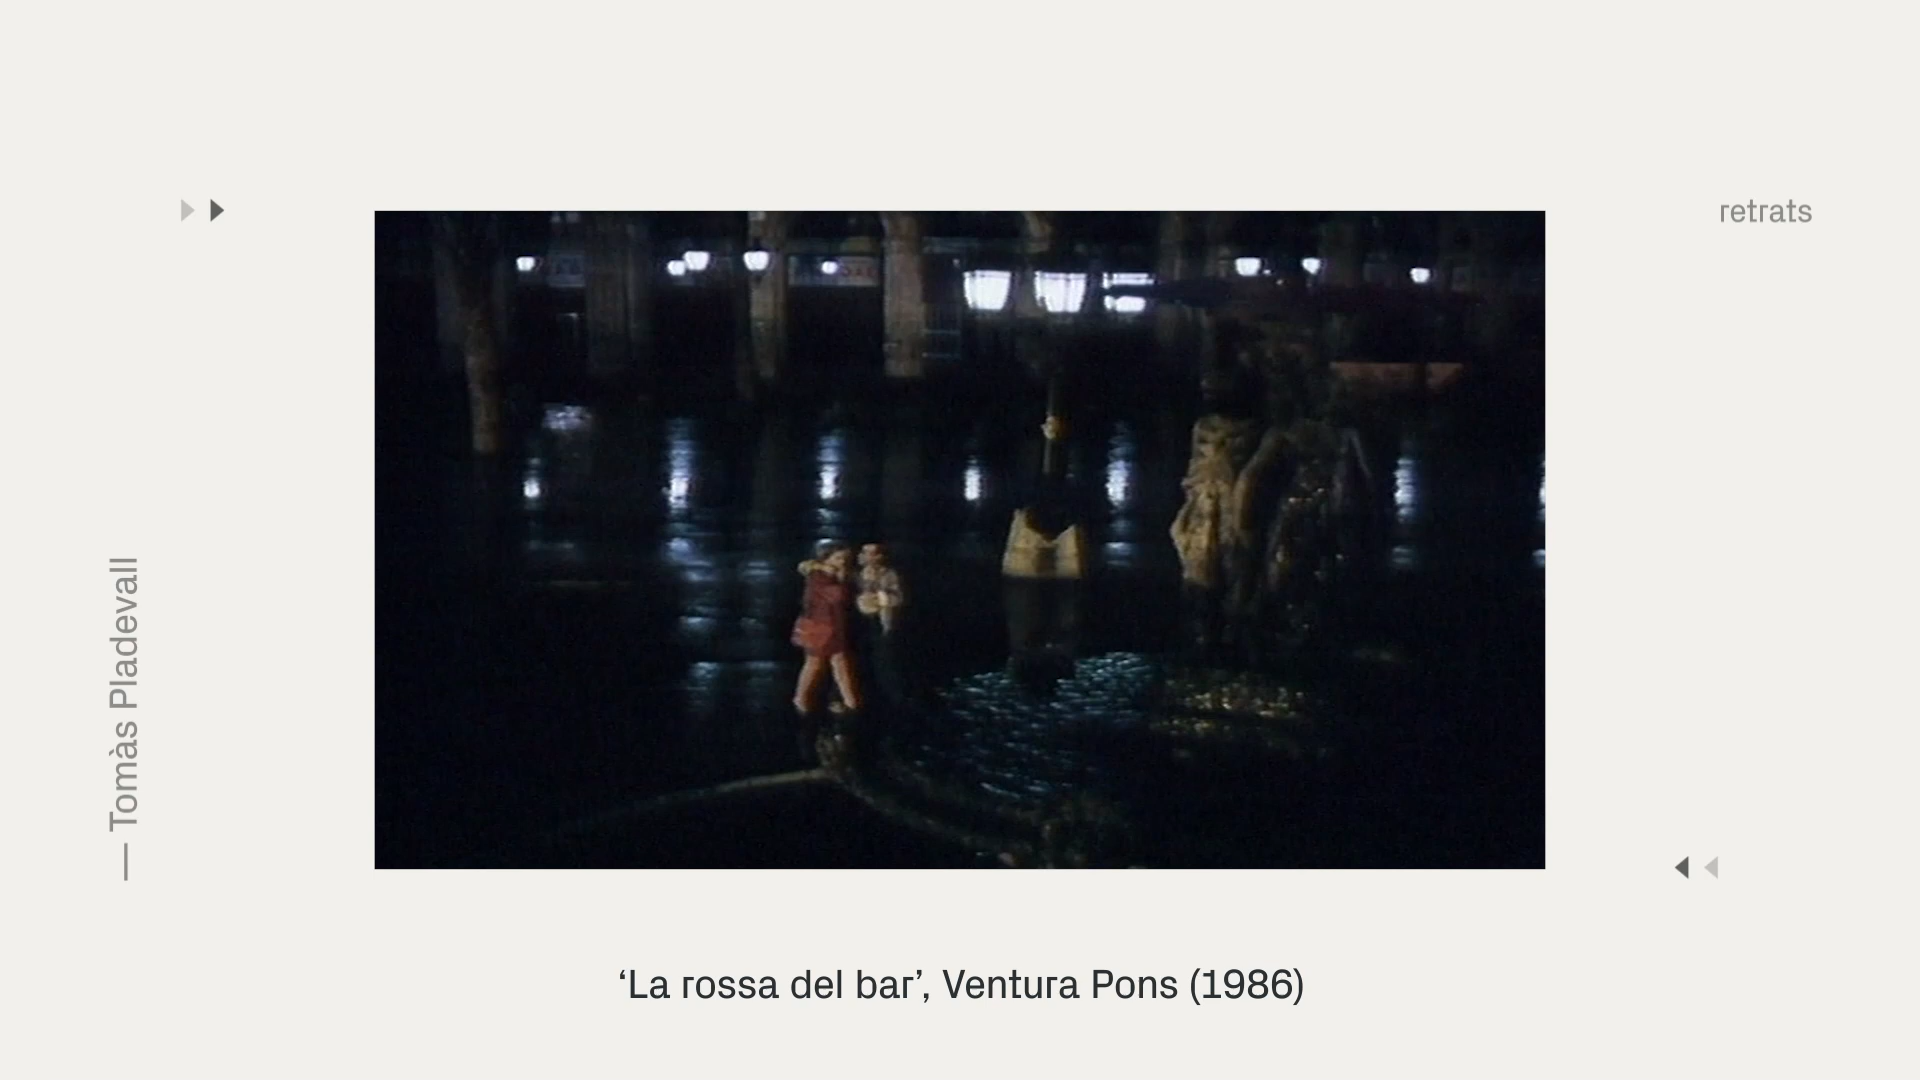 retrats
— Tomàs Pladevall
‘La rossa del bar’, Ventura Pons (1986)